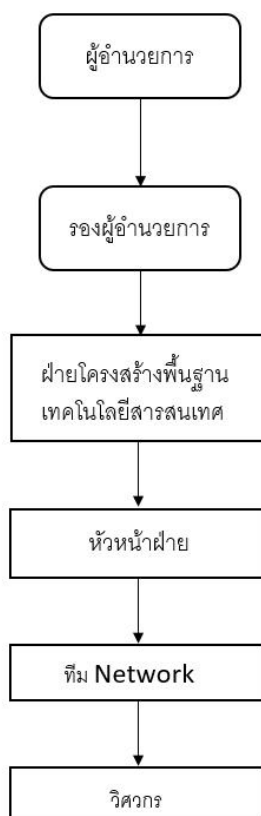 ผู้อำนวยการ
รองผู้อำนวยการ
ฝ่ายโครงสร้างพื้นฐาน
เทคโนโลยีสารสนเทศ
หัวหน้าฝ่าย
ทีม Network
วิศวกร